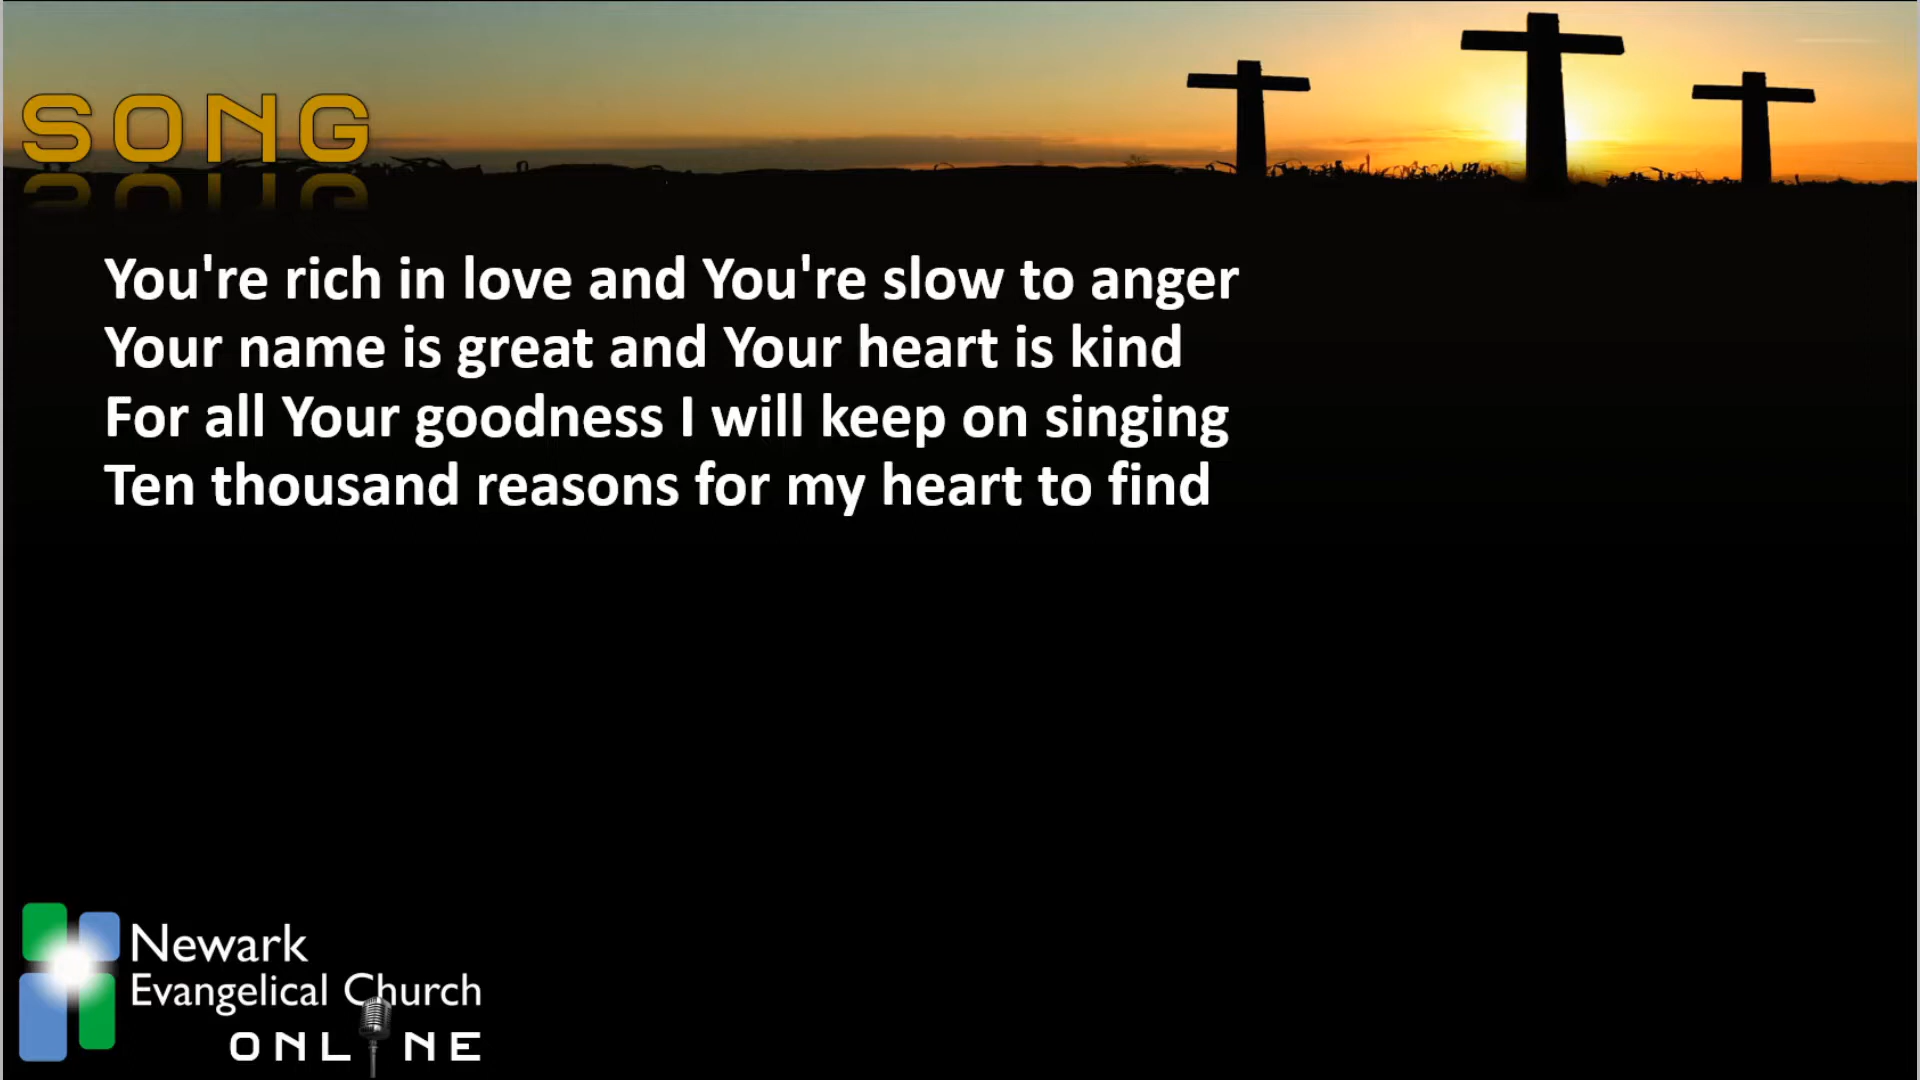 SONG
You're rich in love and You're slow to anger
Your name is great and Your heart is kind
For all Your goodness I will keep on singing
Ten thousand reasons for my heart to find
Newark
Evangelical Church
ONLINE